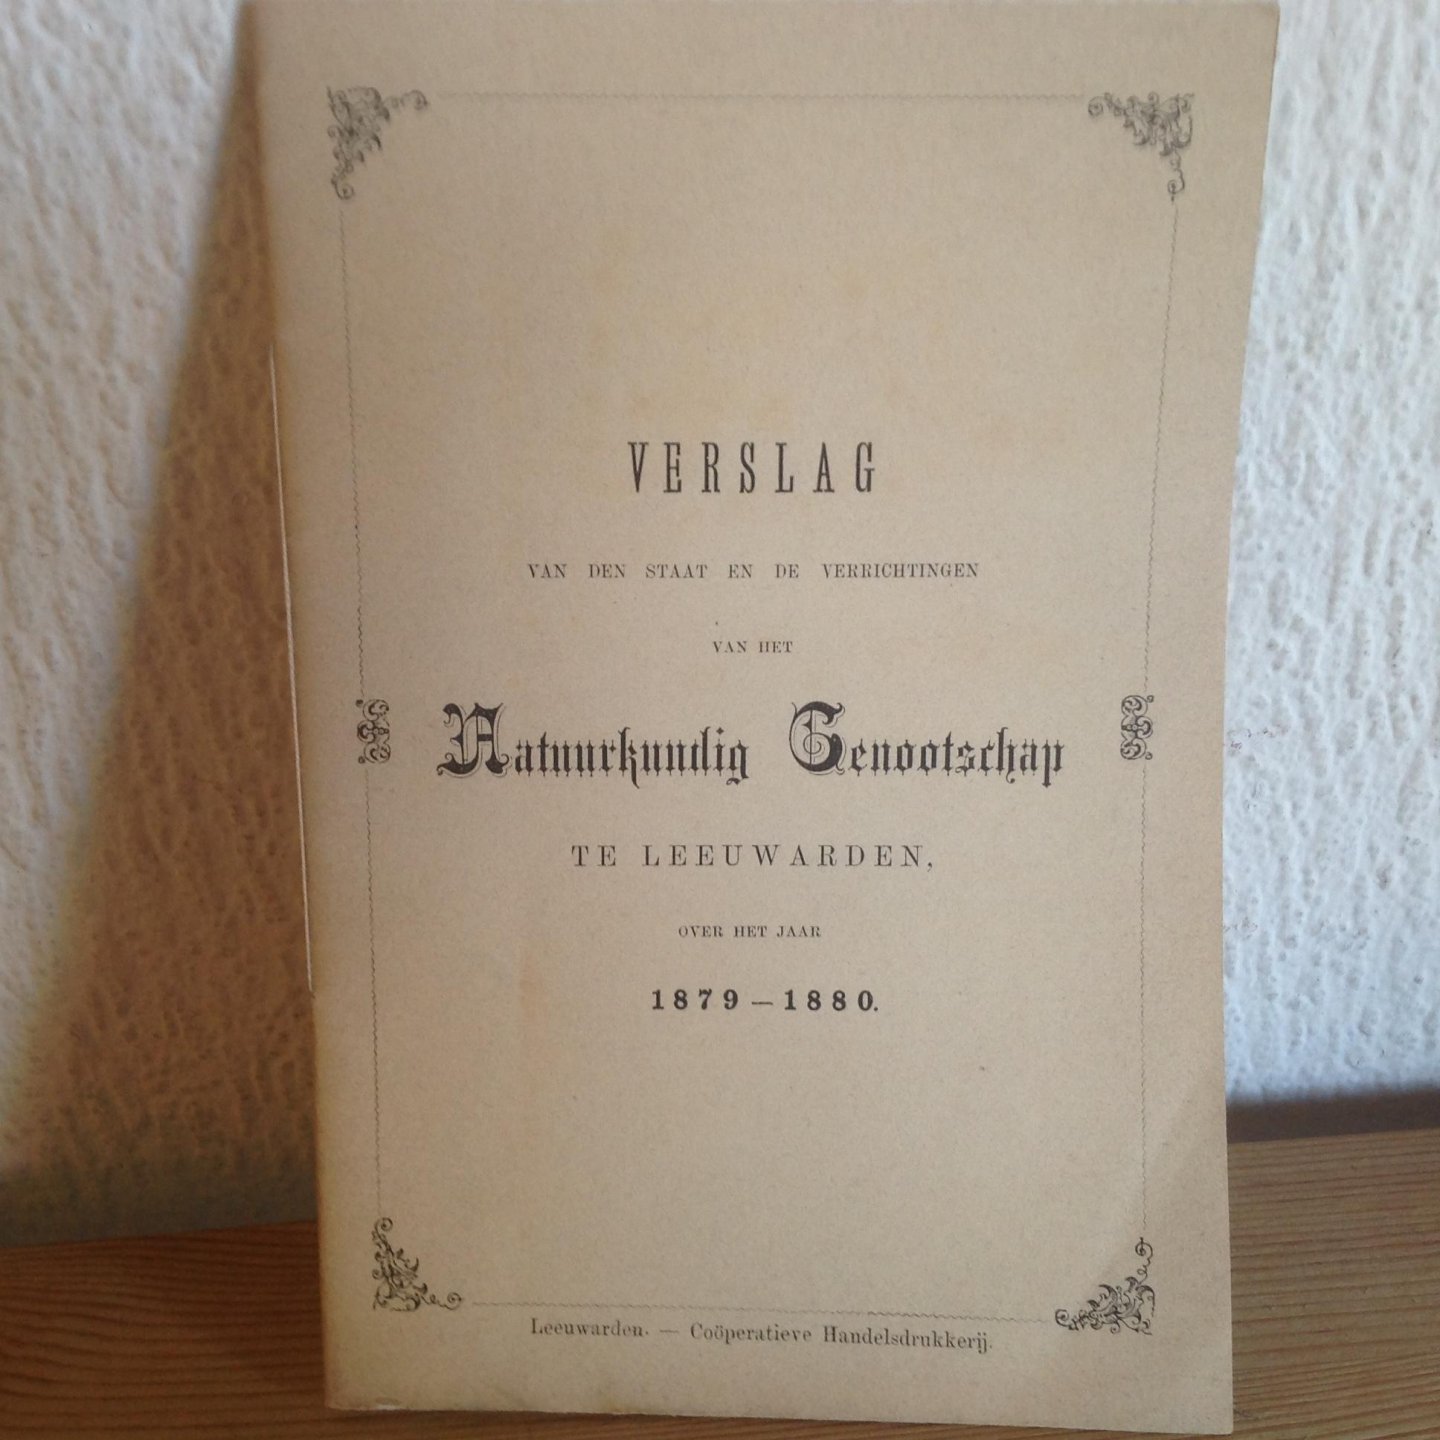 VERSLAG
VAN DEN STAAT EN DE VERRICHTINGEN
VAN HET
Natuurkundig Genootschap
TE LEEUWARDEN,
OVER HET JAAR
1879 — 1880.
Leeuwarden. — Coöperatieve Handelsdrukkerij.